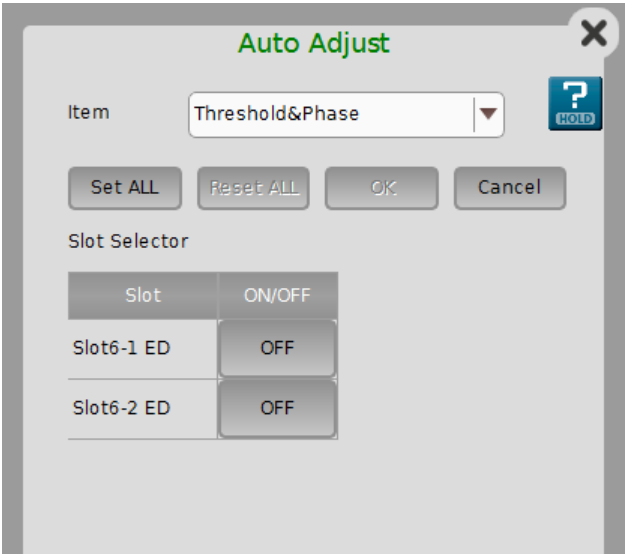 Auto Adjust
Item
Threshold&Phase
?
HOLD
Set ALL
Reset ALL
OK
Cancel
Slot Selector
Slot ON/OFF
Slot6-1 ED OFF
Slot6-2 ED OFF